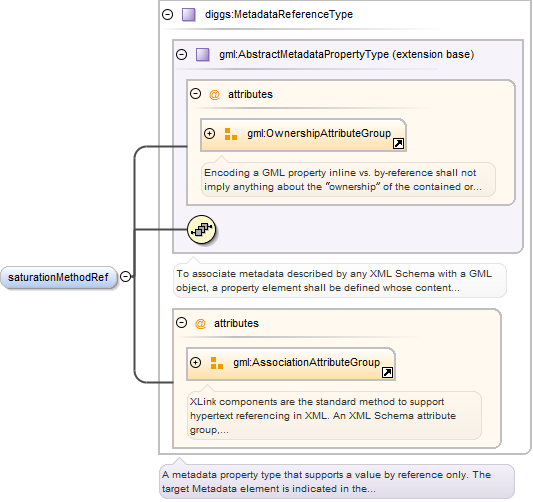 diggs:MetadataReferenceType
gml:AbstractMetadataPropertyType (extension base)
@ attributes
gml:OwnershipAttributeGroup
Encoding a GML property inline vs. by-reference shall not
imply anything about the "ownership" of the contained or...
saturationMethodRef
To associate metadata described by any XML Schema with a GML
object, a property element shall be defined whose content...
@ attributes
gml:AssociationAttributeGroup
XLink components are the standard method to support
hypertext referencing in XML. An XML Schema attribute
group,...
A metadata property type that supports a value by reference only. The
target Metadata element is indicated in the...